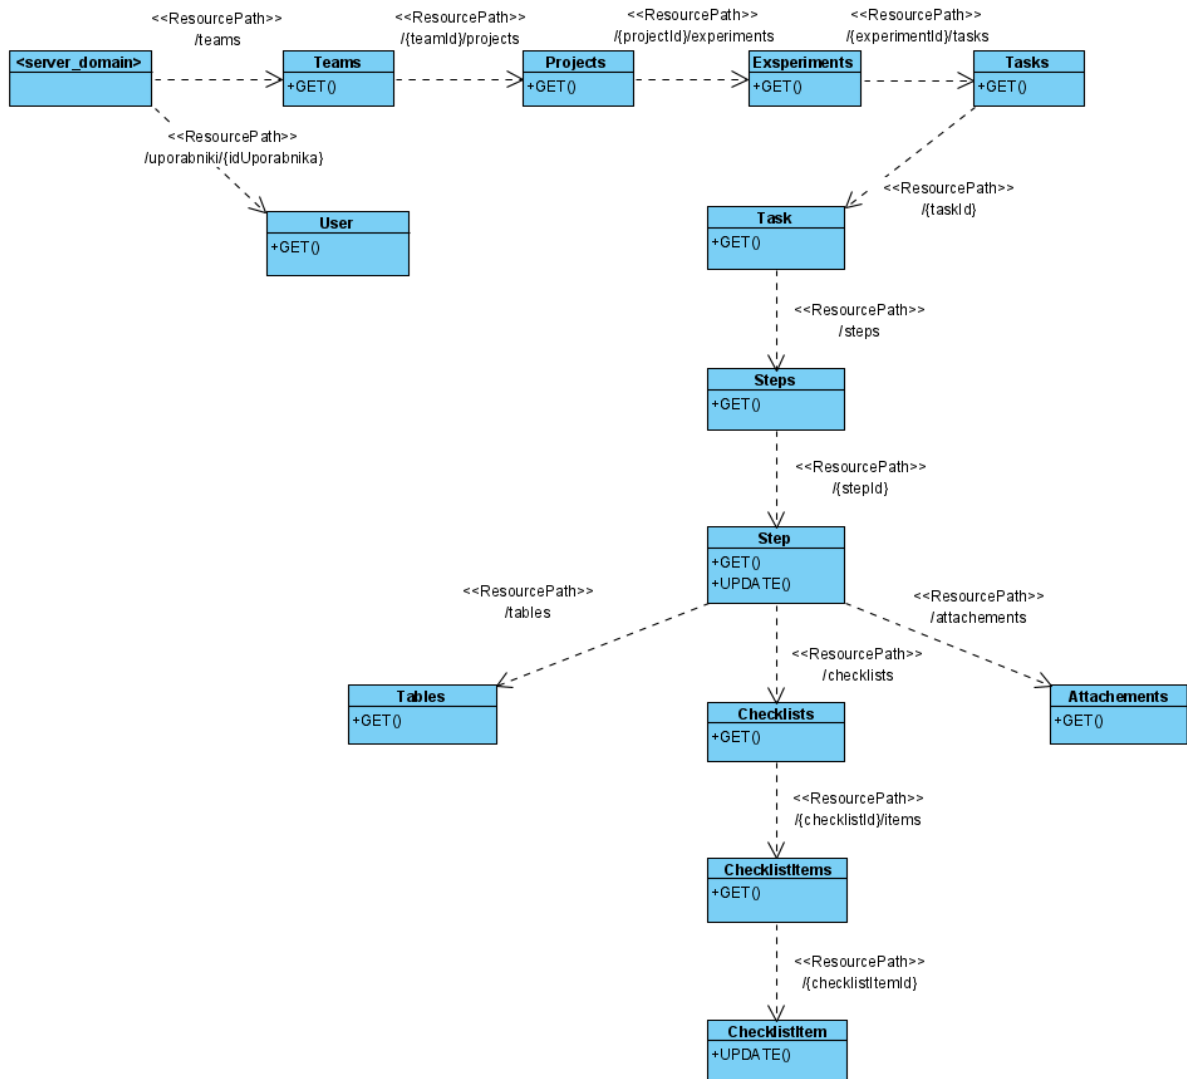 <<ResourcePath>>
/teams
<<ResourcePath>>
/{teamId}/projects
<<ResourcePath>>
/{projectId}/experiments
<<ResourcePath>>
/{experimentId}/tasks
<server_domain>
Teams
+GET()
Projects
+GET()
Exsperiments
+GET()
Tasks
+GET()
<<ResourcePath>>
/uporabniki/{idUporabnika}
<<ResourcePath>>
/{taskId}
User
+GET()
Task
+GET()
<<ResourcePath>>
/steps
Steps
+GET()
<<ResourcePath>>
/{stepId}
Step
+GET()
+UPDATE()
<<ResourcePath>>
/tables
<<ResourcePath>>
/checklists
<<ResourcePath>>
/attachements
Tables
+GET()
Checklists
+GET()
Attachements
+GET()
<<ResourcePath>>
/{checklistId}/items
ChecklistItems
+GET()
<<ResourcePath>>
/{checklistItemId}
ChecklistItem
+UPDATE()